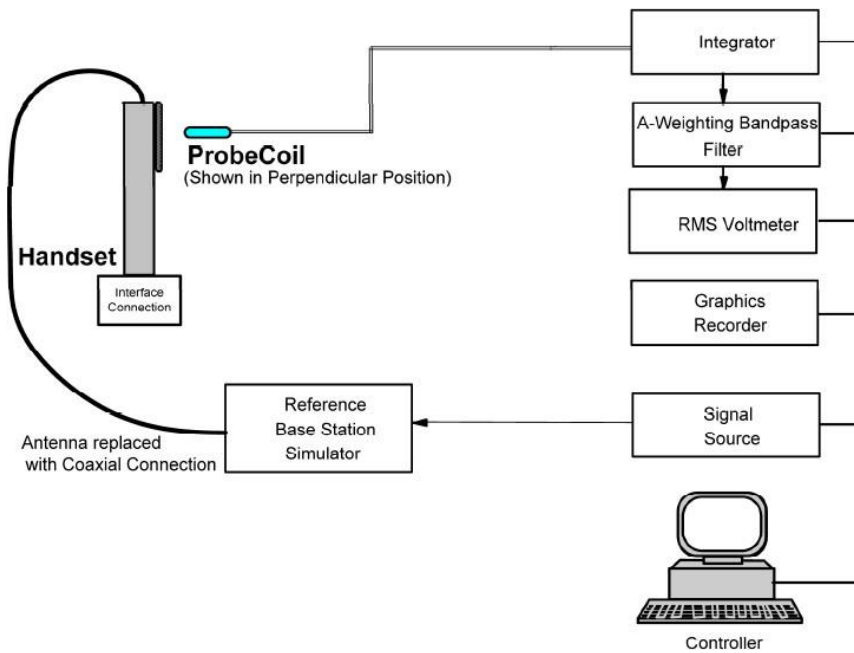 Integrator
A-Weighting Bandpass
Filter
RMS Voltmeter
Graphics
Recorder
Signal
Source
Controller
ProbeCoil
(Shown in Perpendicular Position)
Handset
Interface
Connection
Reference
Base Station
Simulator
Antenna replaced
with Coaxial Connection